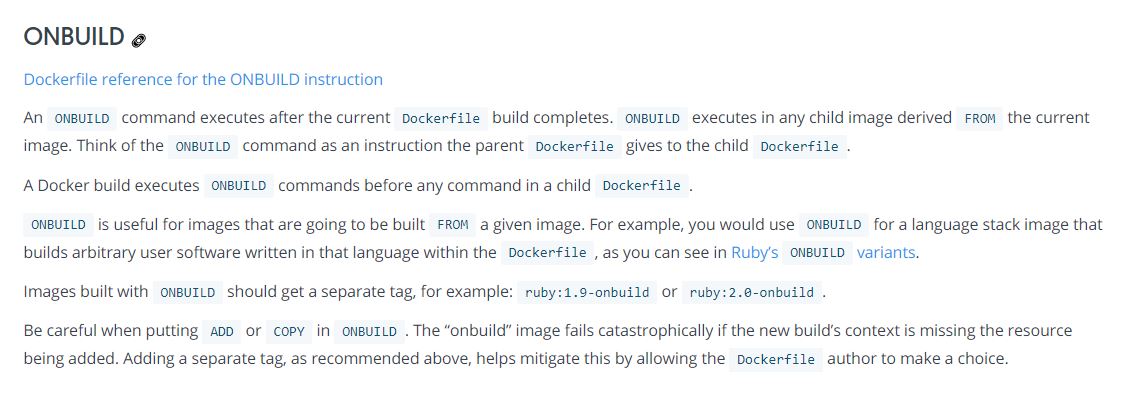 ONBUILD
Dockerfile reference for the ONBUILD instruction
An ONBUILD command executes after the current Dockerfile build completes. ONBUILD executes in any child image derived FROM the current
image. Think of the ONBUILD command as an instruction the parent Dockerfile gives to the child Dockerfile .
A Docker build executes ONBUILD commands before any command in a child Dockerfile .
ONBUILD is useful for images that are going to be built FROM a given image. For example, you would use ONBUILD for a language stack image that
builds arbitrary user software written in that language within the Dockerfile , as you can see in Ruby’s ONBUILD variants.
Images built with ONBUILD should get a separate tag, for example: ruby:1.9-onbuild or ruby:2.0-onbuild .
Be careful when putting ADD or COPY in ONBUILD . The “onbuild” image fails catastrophically if the new build’s context is missing the resource
being added. Adding a separate tag, as recommended above, helps mitigate this by allowing the Dockerfile author to make a choice.